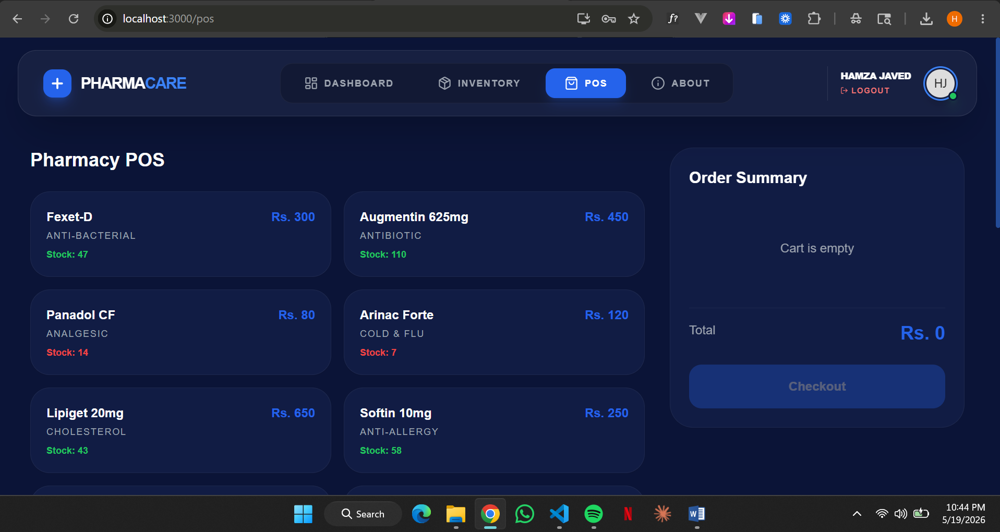 localhost:3000/pos
f?
H
PHARMACARE
DASHBOARD
INVENTORY
POS
ABOUT
HAMZA JAVED
LOGOUT
HJ
Pharmacy POS
Fexet-D
Rs. 300
ANTI-BACTERIAL
Stock: 47
Augmentin 625mg
Rs. 450
ANTIBIOTIC
Stock: 110
Panadol CF
Rs. 80
ANALGESIC
Stock: 14
Arinac Forte
Rs. 120
COLD & FLU
Stock: 7
Lipiget 20mg
Rs. 650
CHOLESTEROL
Stock: 43
Softin 10mg
Rs. 250
ANTI-ALLERGY
Stock: 58
Order Summary
Cart is empty
Total
Rs. 0
Checkout
Search
N
W
10:44 PM
5/19/2026